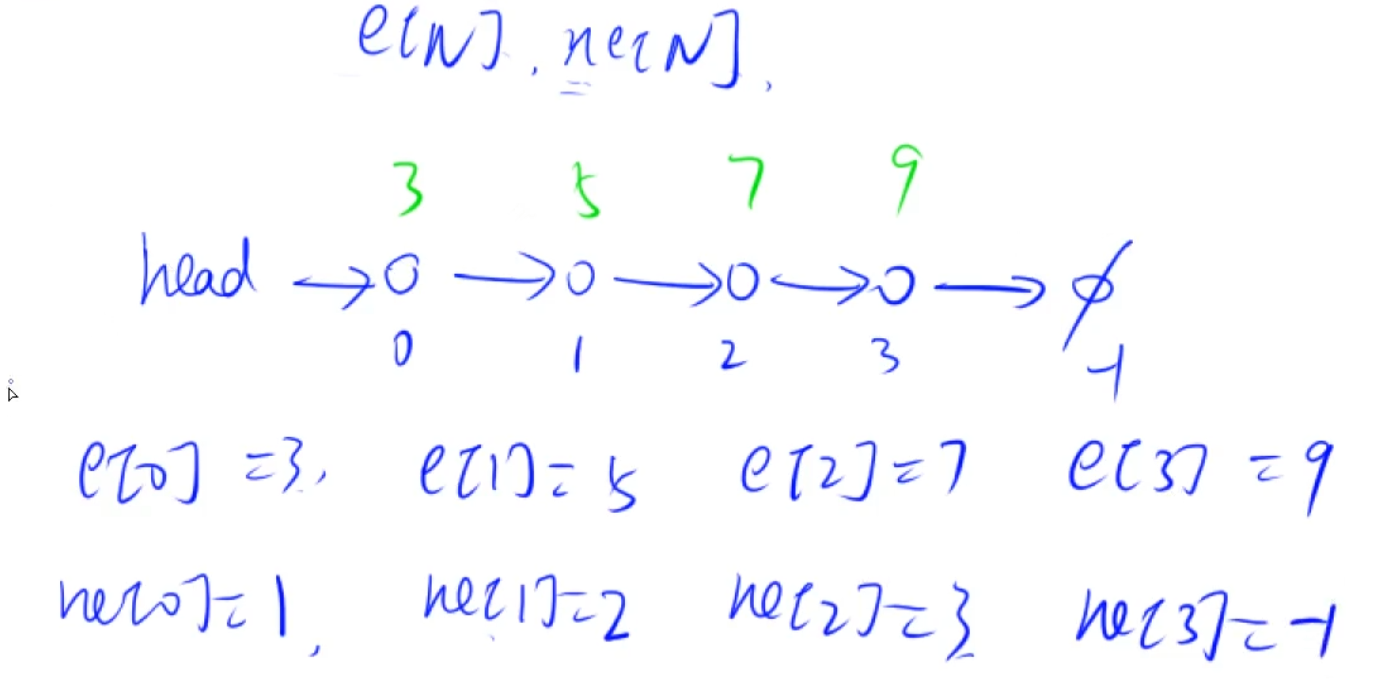 e[N], ne[N],
3 5 7 9
head → O → O → O → O → ∅
0 1 2 3 -1
e[0]=3, e[1]=5 e[2]=7 e[3]=9
ne[0]=1, ne[1]=2 ne[2]=3 ne[3]=-1